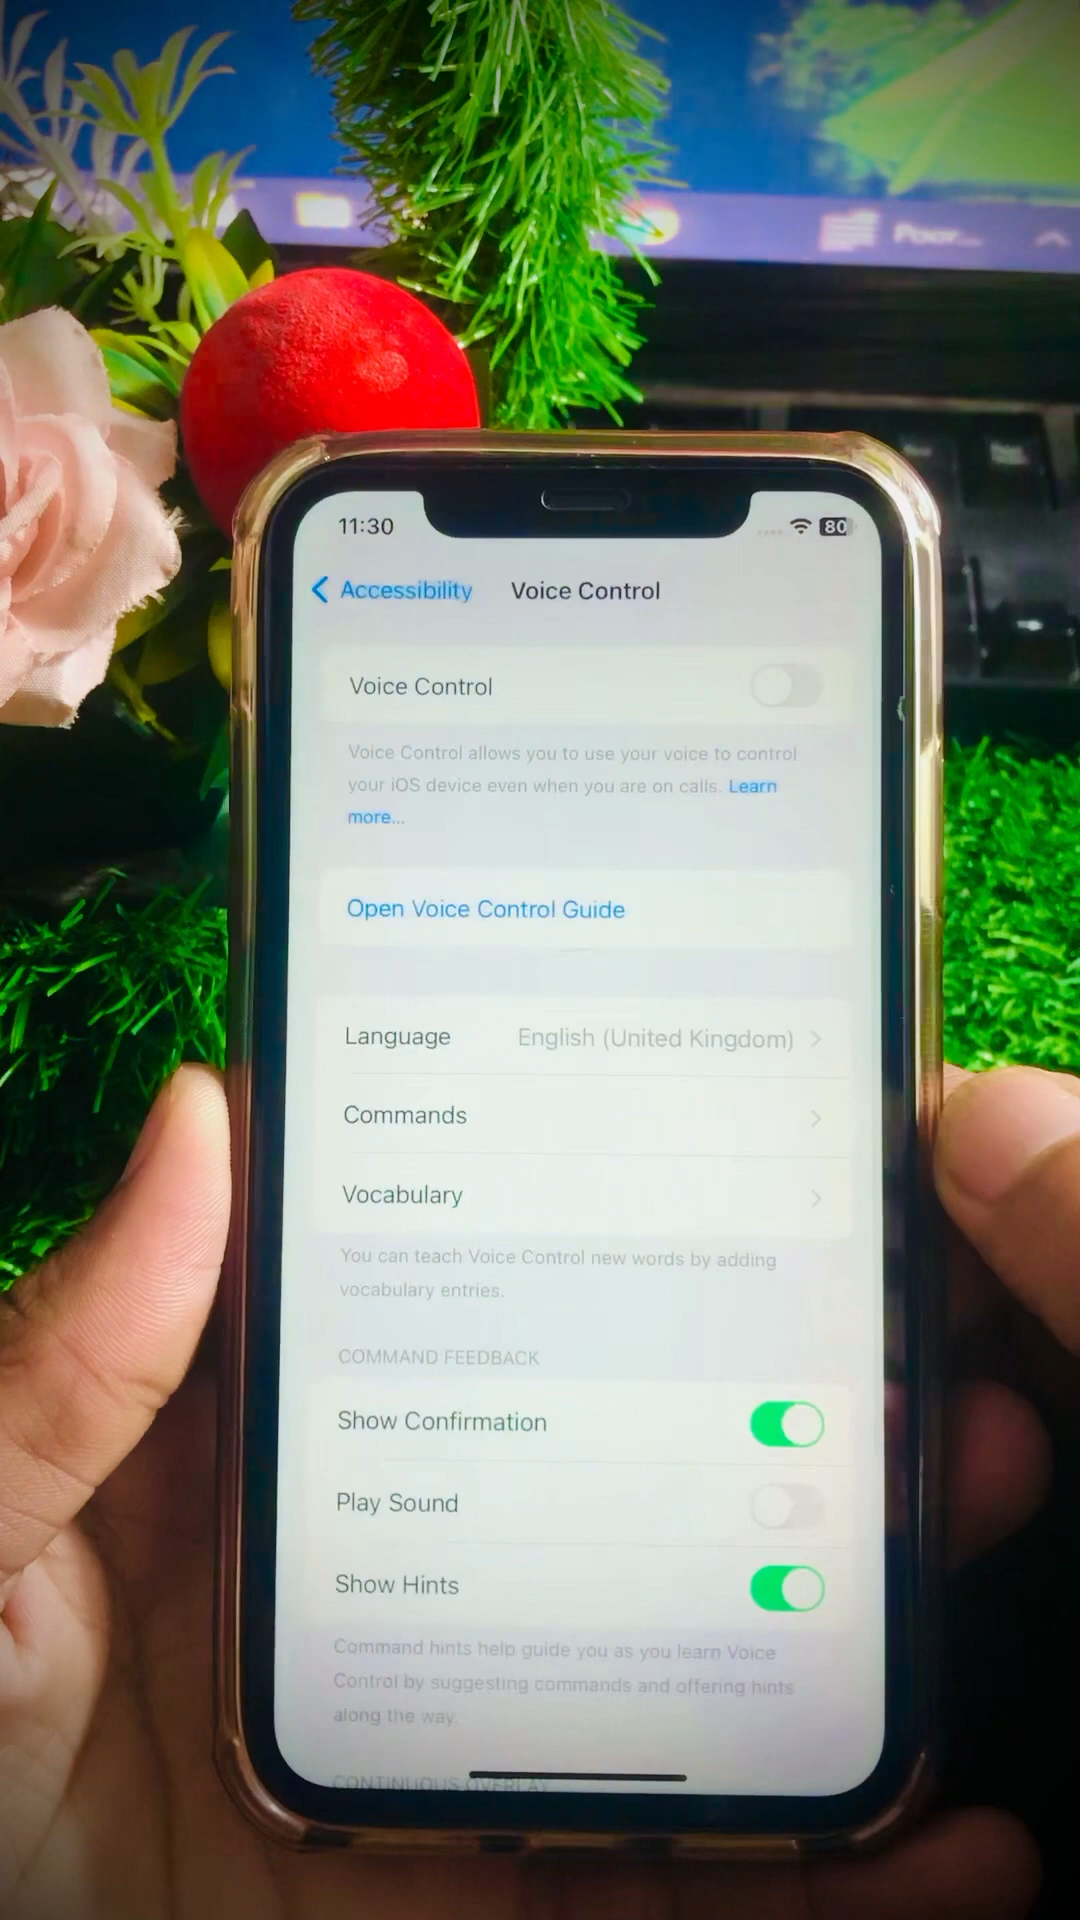 Poor...
11:30
80
Accessibility
Voice Control
Voice Control
Voice Control allows you to use your voice to control
your iOS device even when you are on calls. Learn
more...
Open Voice Control Guide
Language English (United Kingdom)
Commands
Vocabulary
You can teach Voice Control new words by adding
vocabulary entries.
COMMAND FEEDBACK
Show Confirmation
Play Sound
Show Hints
Command hints help guide you as you learn Voice
Control by suggesting commands and offering hints
along the way.
CONTINUOUS OVERLAY